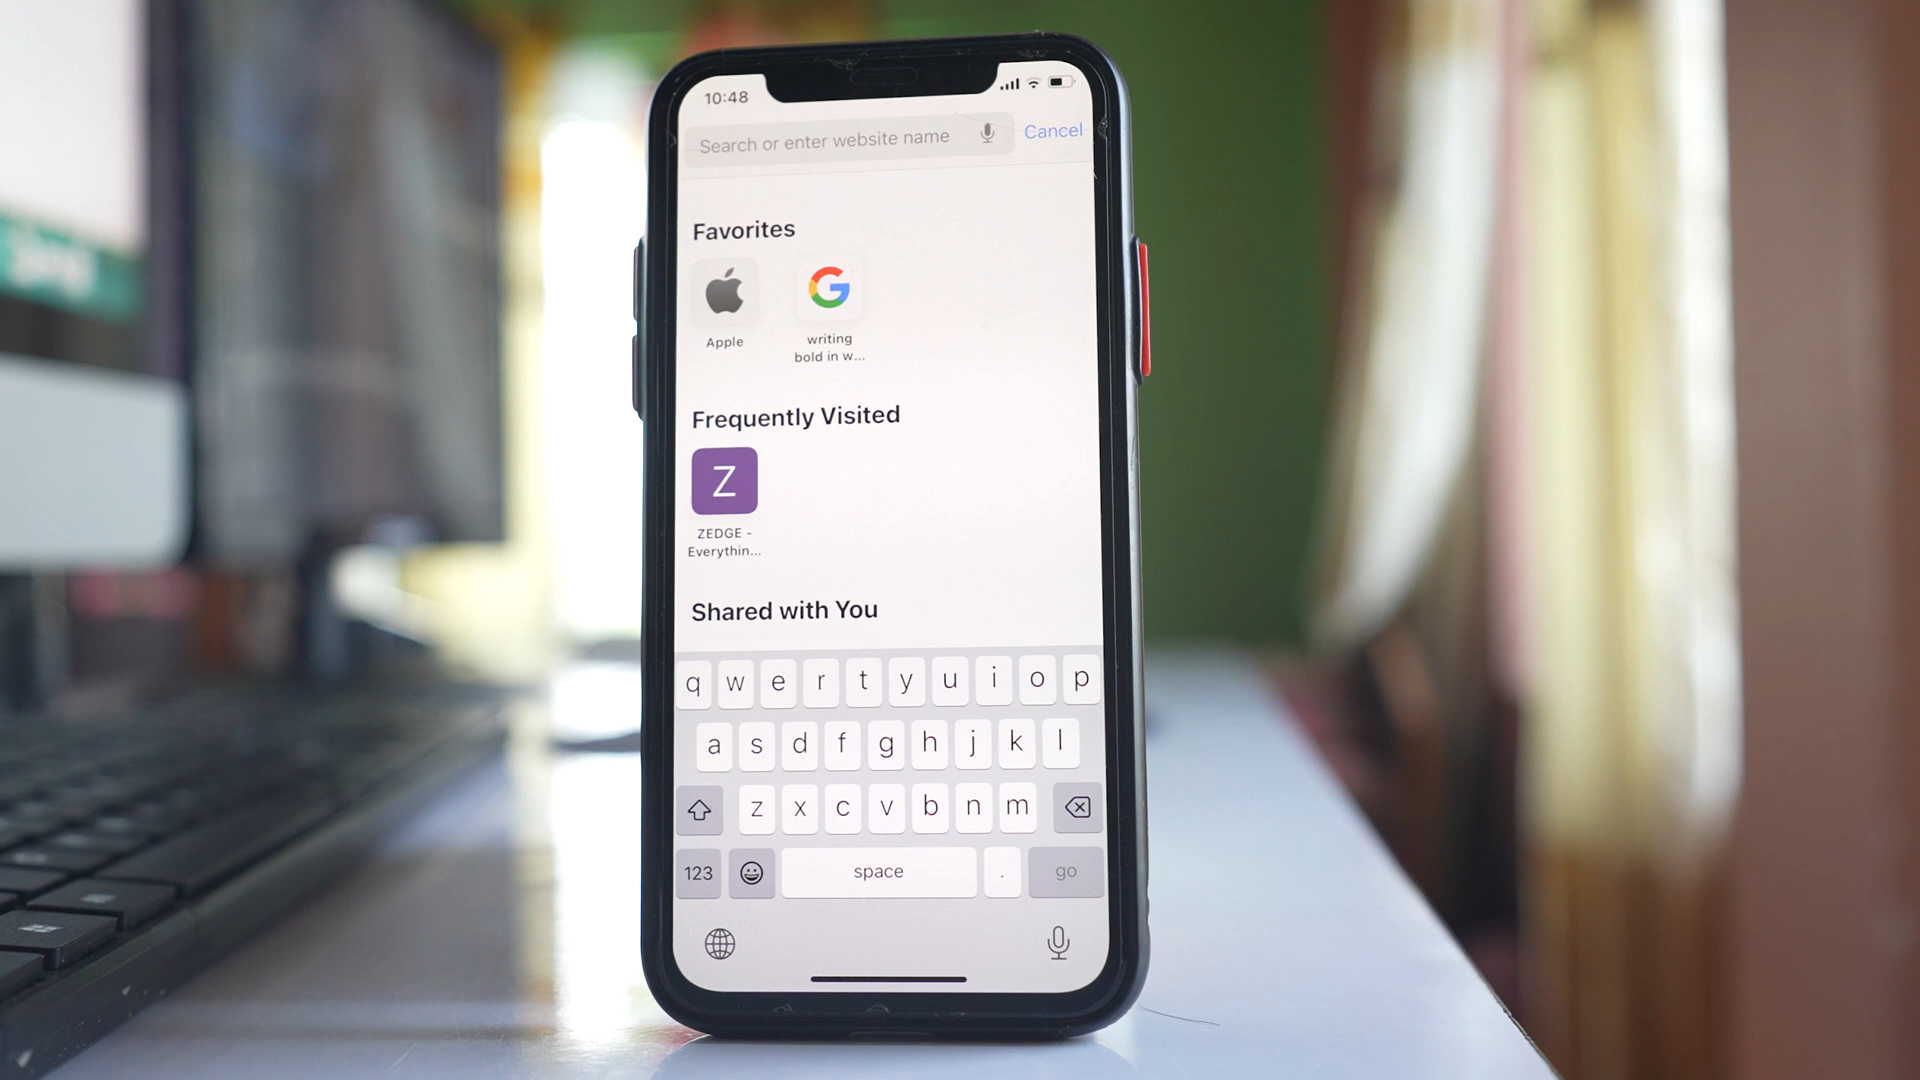 10:48
Search or enter website name
Cancel
Favorites
Apple
writing
bold in w...
Frequently Visited
Z
ZEDGE -
Everythin...
Shared with You
q w e r t y u i o p
a s d f g h j k l
z x c v b n m
123 space . go